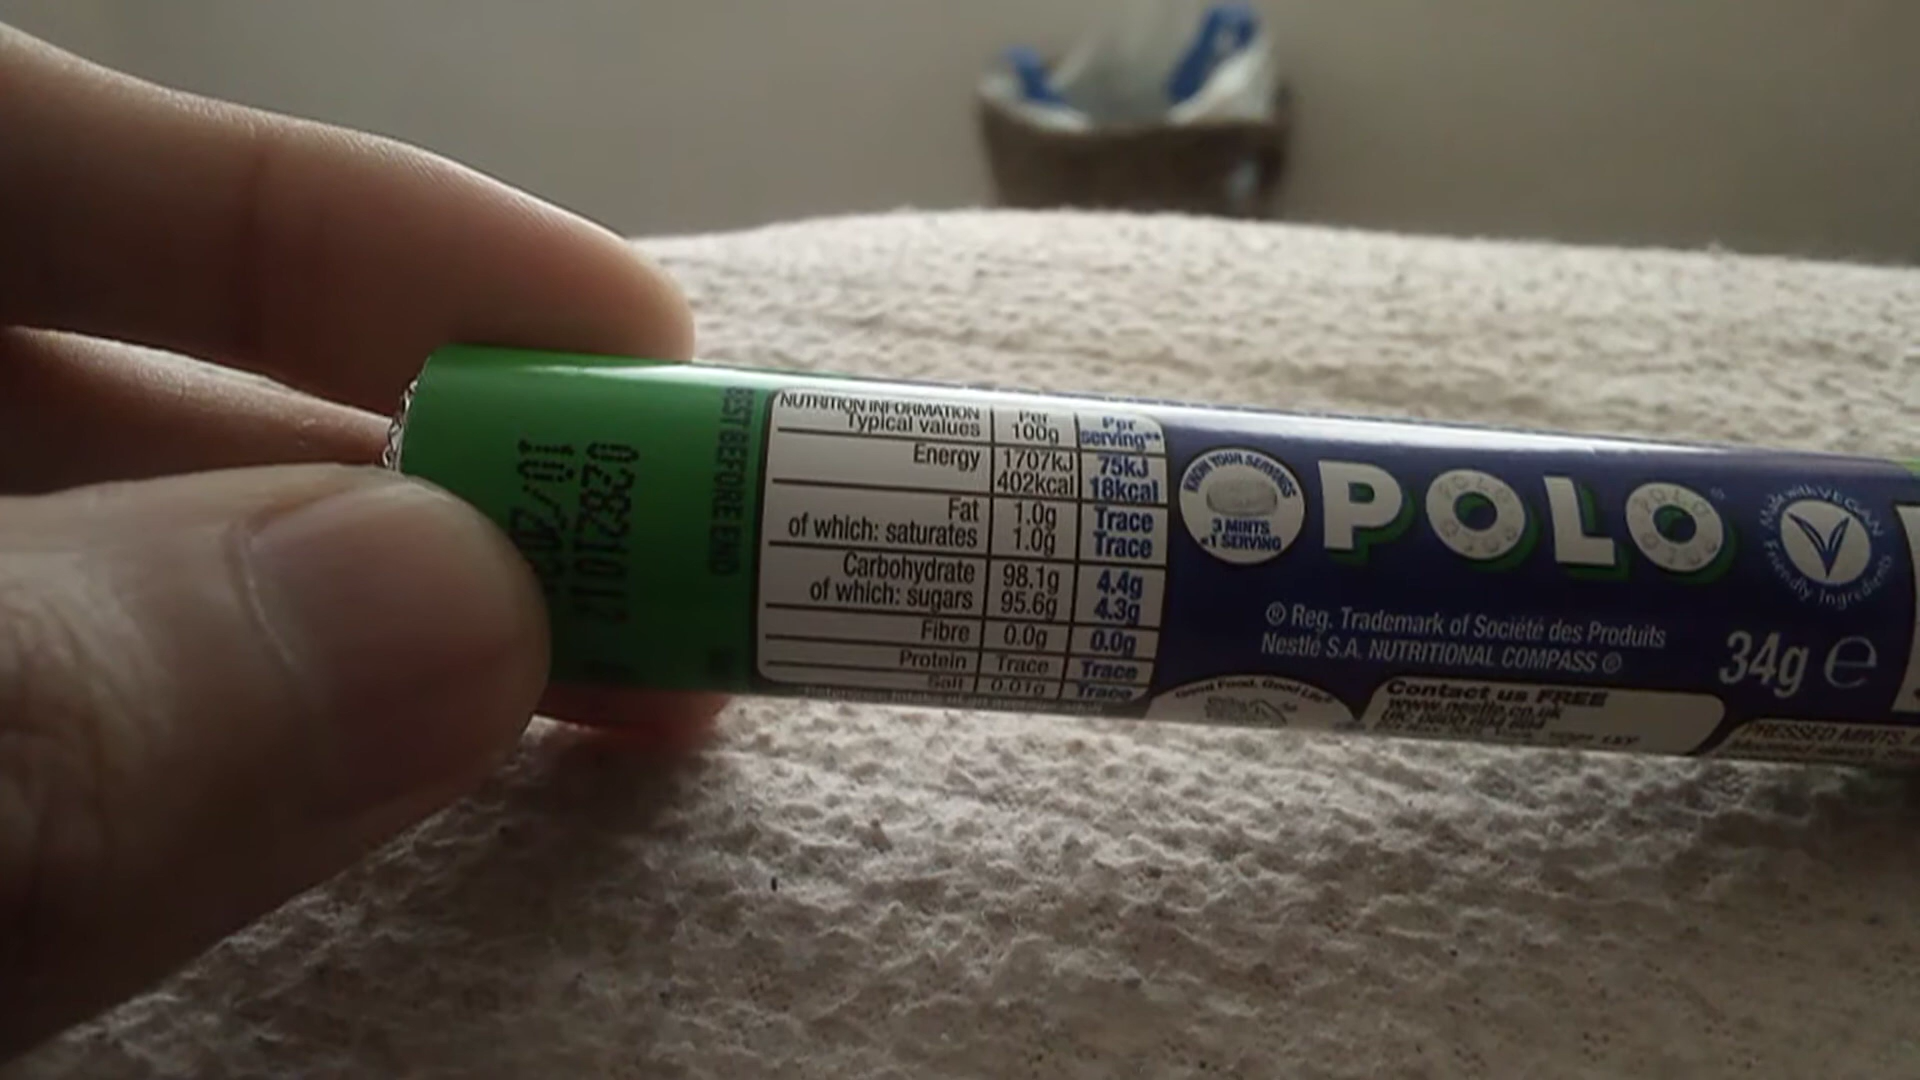 BEST BEFORE END
02821012
NUTRITION INFORMATION
Typical values
Per
100g
Per
serving**
Energy
1707kJ
75kJ
402kcal
18kcal
Fat
1.0g
Trace
of which: saturates
1.0g
Trace
Carbohydrate
98.1g
4.4g
of which: sugars
95.6g
4.3g
Fibre
0.0g
0.0g
Protein
Trace
Trace
Salt
0.01g
Trace
KNOW YOUR SERVINGS
3 MINTS
=1 SERVING
POLO
Made with VEGAN
Friendly Ingredients
® Reg. Trademark of Société des Produits
Nestlé S.A. NUTRITIONAL COMPASS ®
34g e
Good Food, Good Life
Contact us FREE
www.nestle.co.uk
PRESSED MINTS.